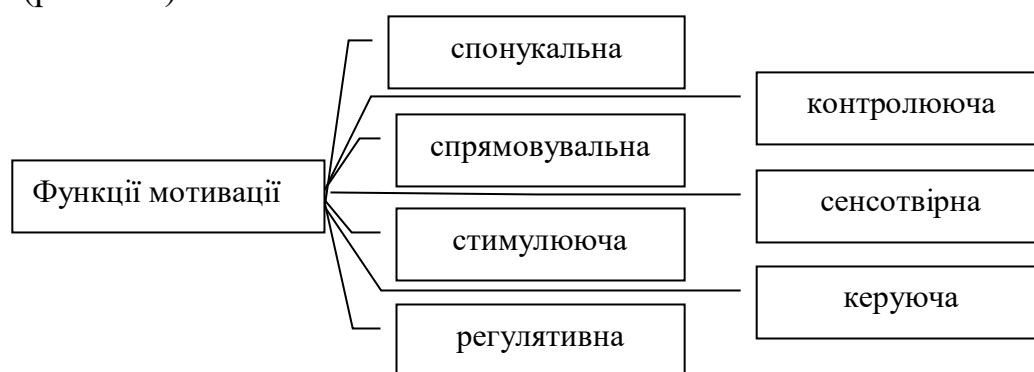 спонукальна
контролююча
спрямовувальна
Функції мотивації
сенсотвірна
стимулююча
керуюча
регулятивна